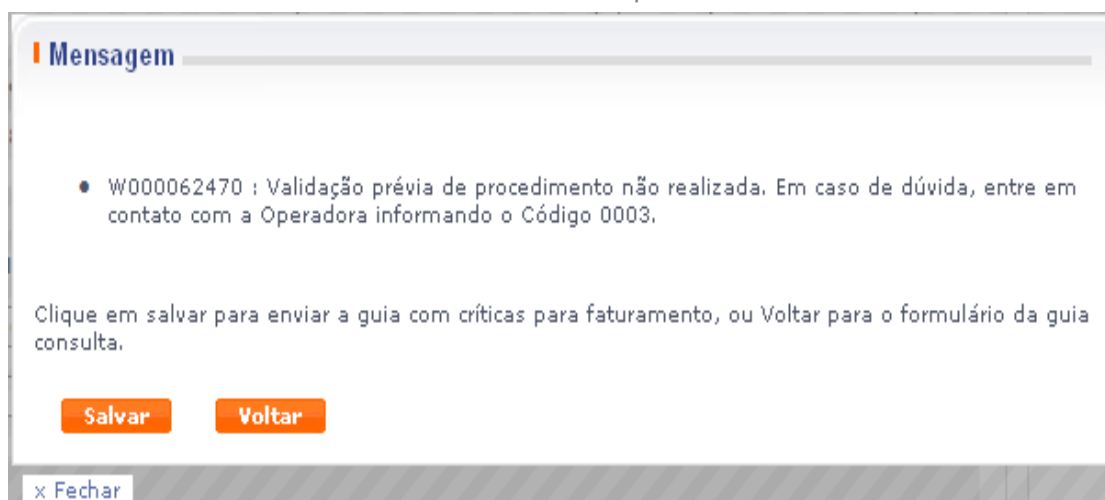 Mensagem
W000062470 : Validação prévia de procedimento não realizada. Em caso de dúvida, entre em
contato com a Operadora informando o Código 0003.
Clique em salvar para enviar a guia com críticas para faturamento, ou Voltar para o formulário da guia
consulta.
Salvar Voltar
x Fechar